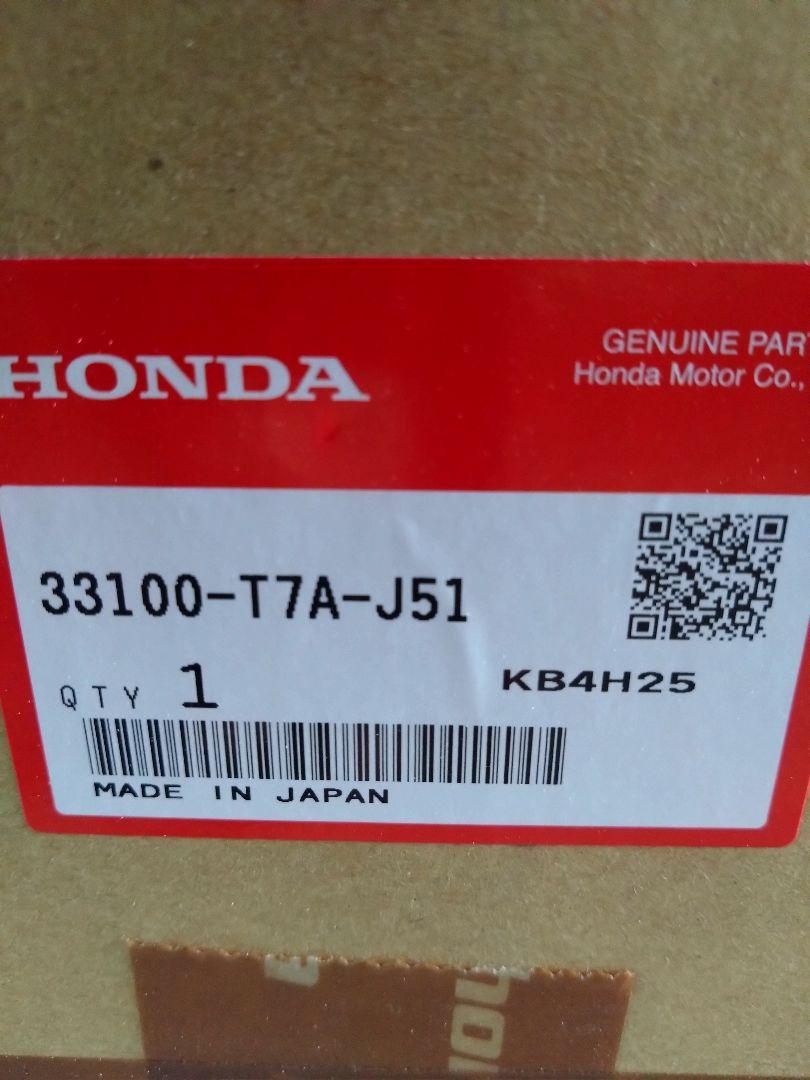 HONDA
GENUINE PAR
Honda Motor Co.,
33100-T7A-J51
QTY 1
KB4H25
MADE IN JAPAN